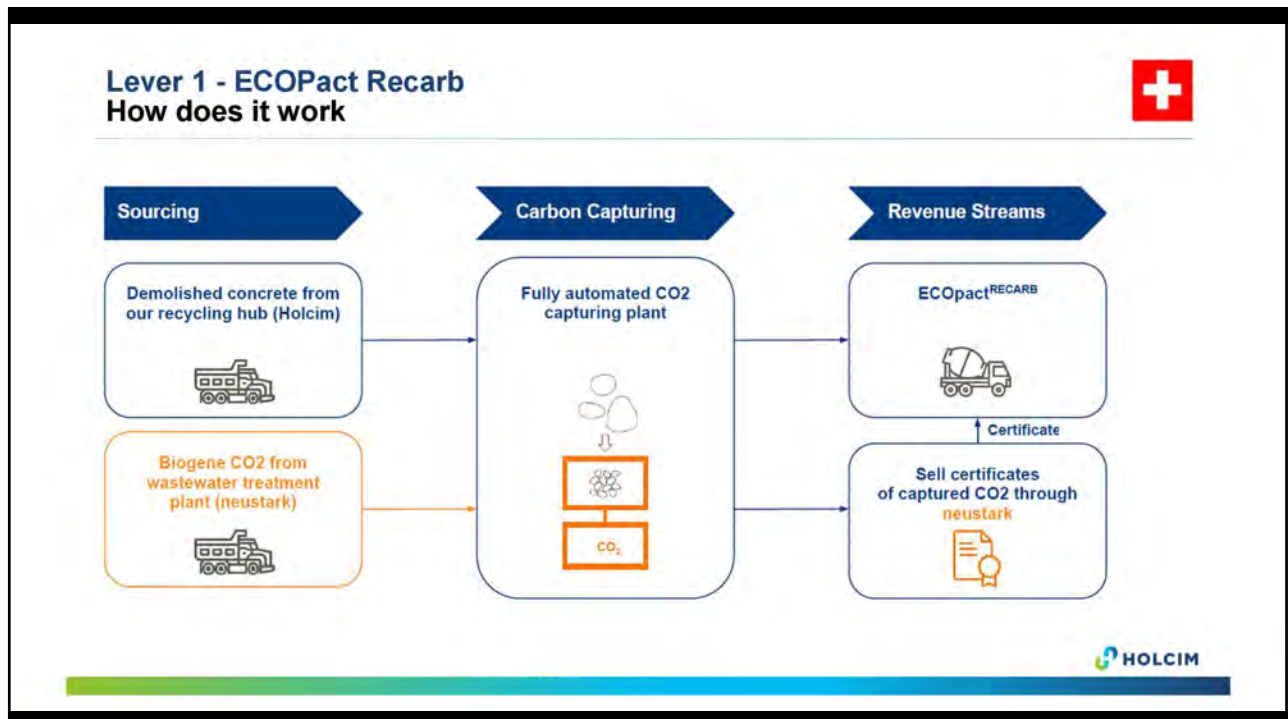 Lever 1 - ECOPact Recarb
How does it work
Sourcing
Demolished concrete from
our recycling hub (Holcim)
Biogene CO2 from
wastewater treatment
plant (neustark)
Carbon Capturing
Fully automated CO2
capturing plant
CO₂
Revenue Streams
ECOpactᴿᴱᶜᴬᴿᴮ
Certificate
Sell certificates
of captured CO2 through
neustark
HOLCIM